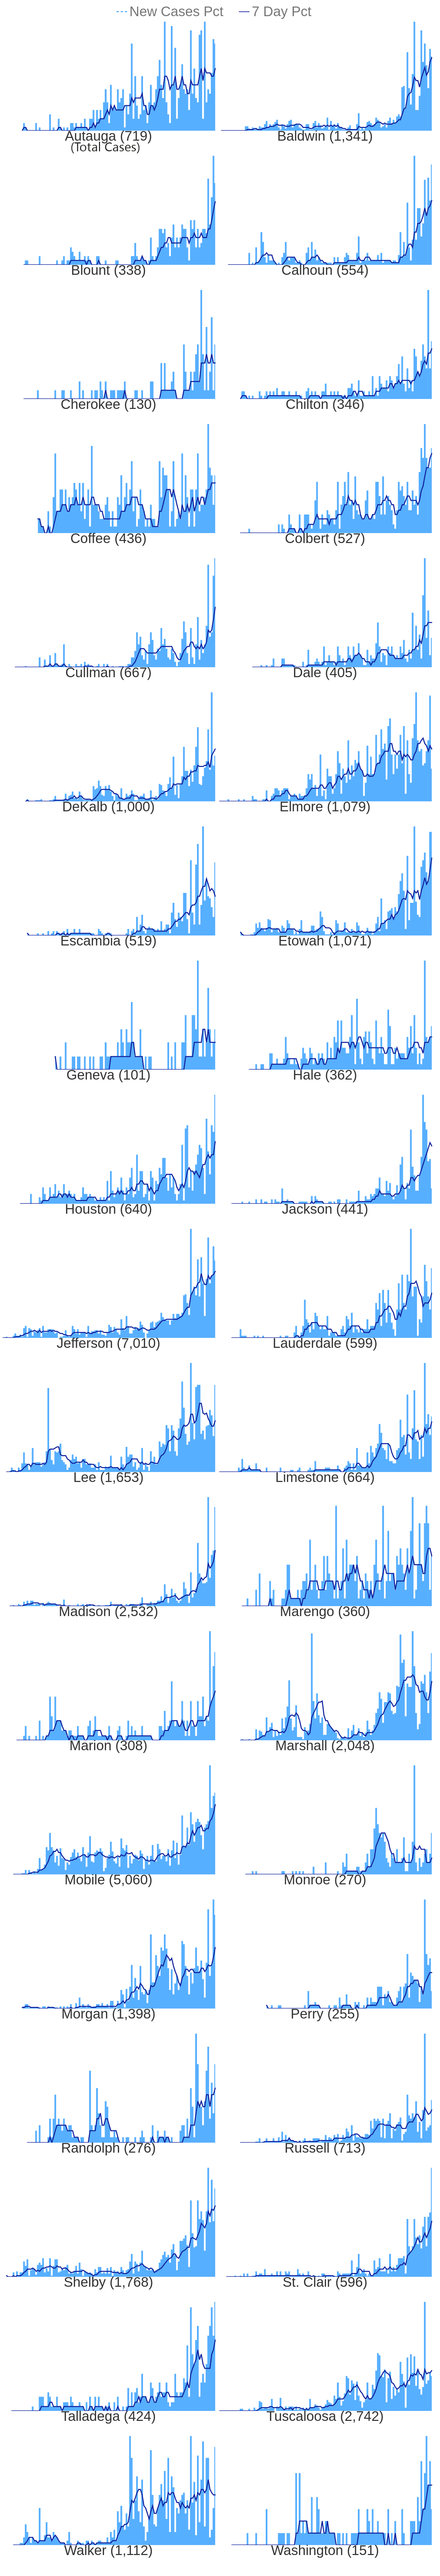 New Cases Pct 7 Day Pct
Autauga (719) Baldwin (1,341)
(Total Cases)
Blount (338) Calhoun (554)
Cherokee (130) Chilton (346)
Coffee (436) Colbert (527)
Cullman (667) Dale (405)
DeKalb (1,000) Elmore (1,079)
Escambia (519) Etowah (1,071)
Geneva (101) Hale (362)
Houston (640) Jackson (441)
Jefferson (7,010) Lauderdale (599)
Lee (1,653) Limestone (664)
Madison (2,532) Marengo (360)
Marion (308) Marshall (2,048)
Mobile (5,060) Monroe (270)
Morgan (1,398) Perry (255)
Randolph (276) Russell (713)
Shelby (1,768) St. Clair (596)
Talladega (424) Tuscaloosa (2,742)
Walker (1,112) Washington (151)